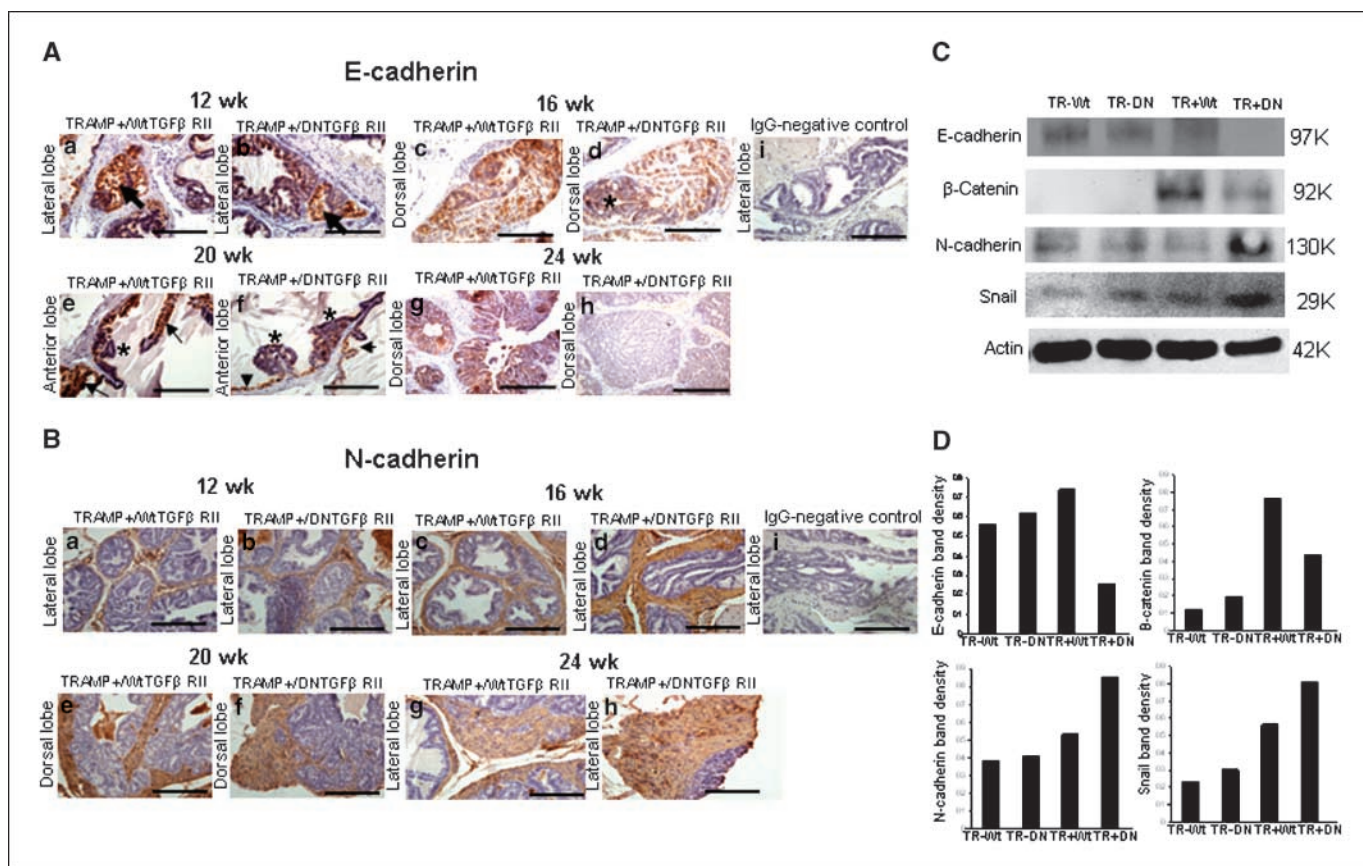 A
E-cadherin
12 wk 16 wk
TRAMP+/WtTGFβ RII TRAMP+/DNTGFβ RII TRAMP+/WtTGFβ RII TRAMP+/DNTGFβ RII IgG-negative control
a b c d i
Lateral lobe Lateral lobe Dorsal lobe Dorsal lobe Lateral lobe
* 
20 wk 24 wk
TRAMP+/WtTGFβ RII TRAMP+/DNTGFβ RII TRAMP+/WtTGFβ RII TRAMP+/DNTGFβ RII
e f g h
Anterior lobe Anterior lobe Dorsal lobe Dorsal lobe
* * *
B
N-cadherin
12 wk 16 wk
TRAMP+/WtTGFβ RII TRAMP+/DNTGFβ RII TRAMP+/WtTGFβ RII TRAMP+/DNTGFβ RII IgG-negative control
a b c d i
Lateral lobe Lateral lobe Lateral lobe Lateral lobe Lateral lobe
20 wk 24 wk
TRAMP+/WtTGFβ RII TRAMP+/DNTGFβ RII TRAMP+/WtTGFβ RII TRAMP+/DNTGFβ RII
e f g h
Dorsal lobe Dorsal lobe Lateral lobe Lateral lobe
C
TR-Wt TR-DN TR+Wt TR+DN
E-cadherin 97K
β-Catenin 92K
N-cadherin 130K
Snail 29K
Actin 42K
D
E-cadherin band density
TR-Wt TR-DN TR+Wt TR+DN
B-catenin band density
TR-Wt TR-DN TR+Wt TR+DN
N-cadherin band density
TR-Wt TR-DN TR+Wt TR+DN
Snail band density
TR-Wt TR-DN TR+Wt TR+DN